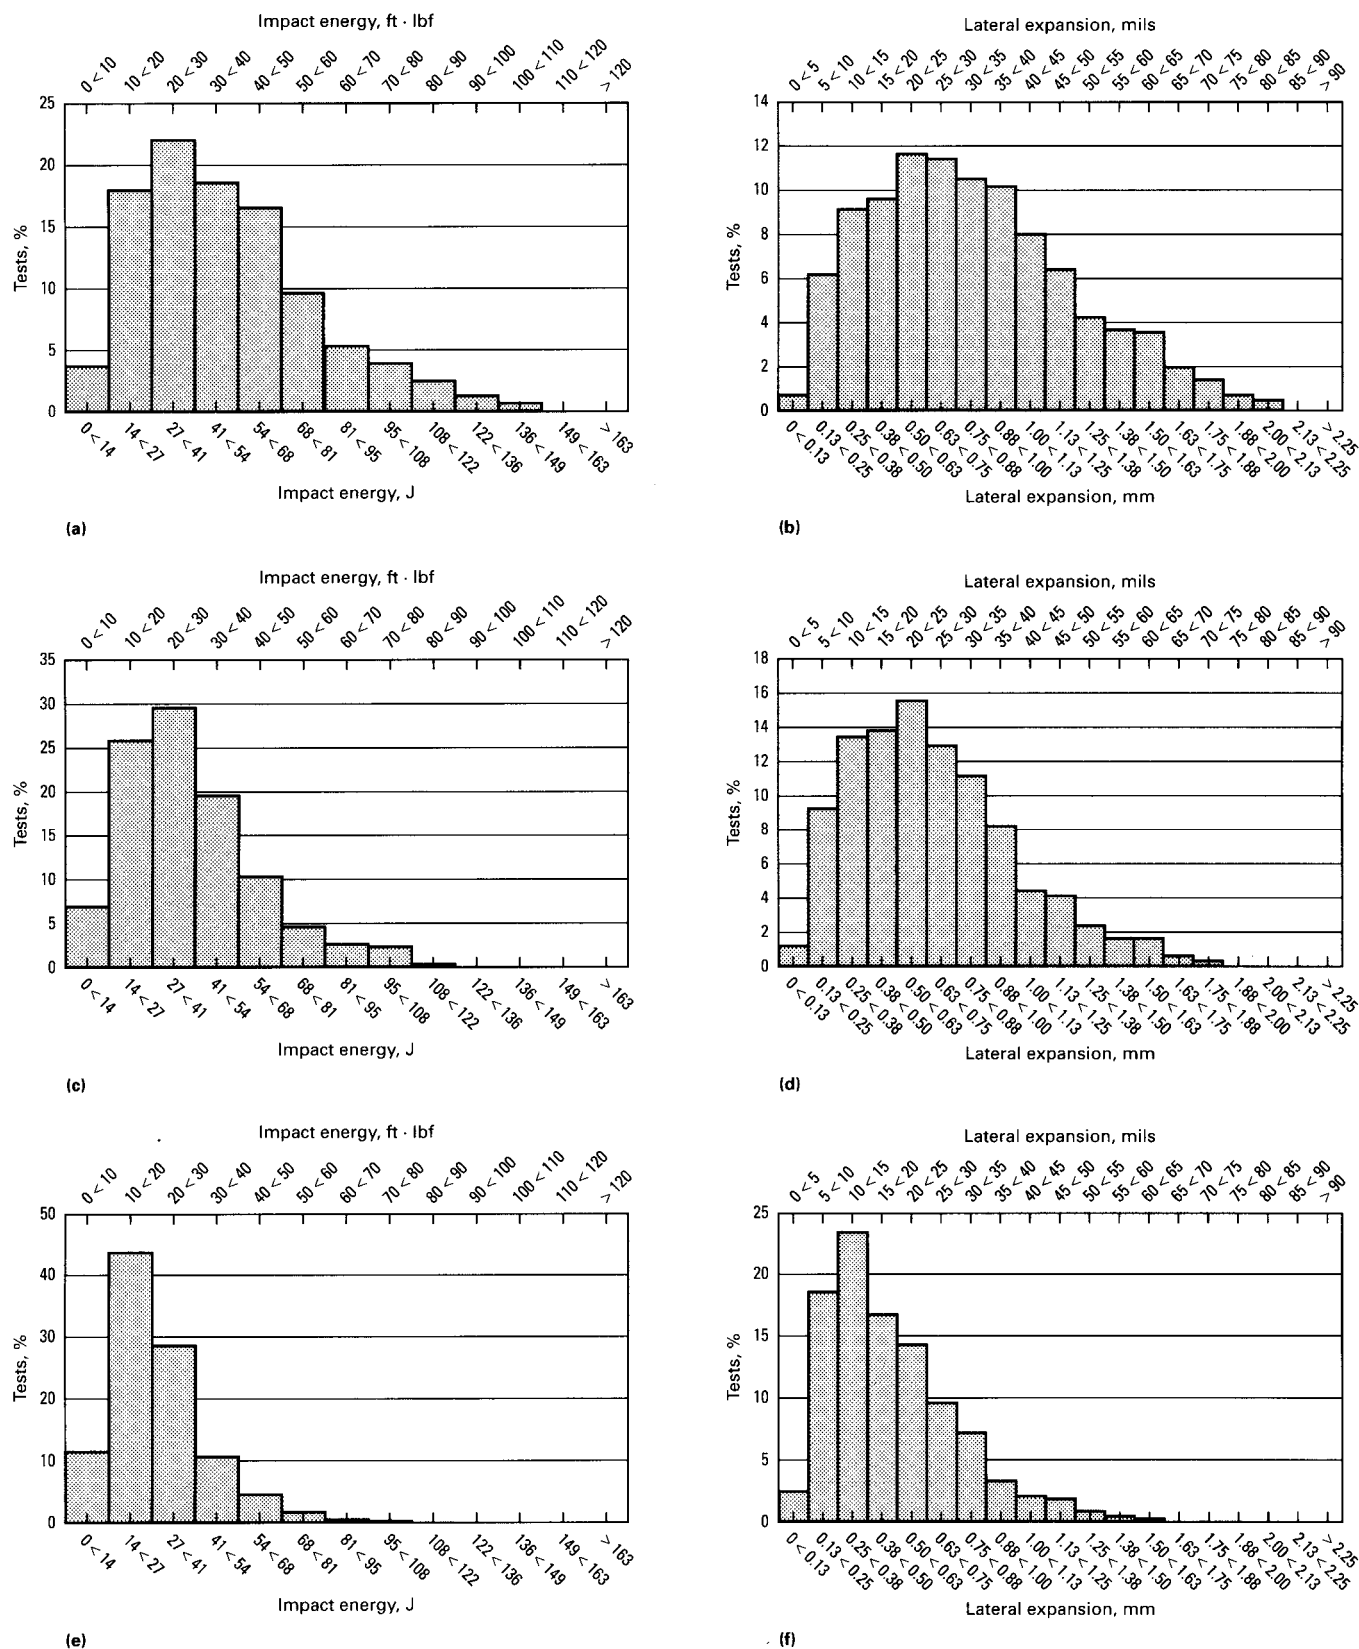 Impact energy, ft · lbf
0 < 10 10 < 20 20 < 30 30 < 40 40 < 50 50 < 60 60 < 70 70 < 80 80 < 90 90 < 100 100 < 110 110 < 120 > 120
25
20
15
10
5
0
Tests, %
0 < 14 14 < 27 27 < 41 41 < 54 54 < 68 68 < 81 81 < 95 95 < 108 108 < 122 122 < 136 136 < 149 149 < 163 > 163
Impact energy, J
(a)
Lateral expansion, mils
0 < 5 5 < 10 10 < 15 15 < 20 20 < 25 25 < 30 30 < 35 35 < 40 40 < 45 45 < 50 50 < 55 55 < 60 60 < 65 65 < 70 70 < 75 75 < 80 80 < 85 85 < 90 > 90
14
12
10
8
6
4
2
0
Tests, %
0 < 0.13 0.13 < 0.25 0.25 < 0.38 0.38 < 0.50 0.50 < 0.63 0.63 < 0.75 0.75 < 0.88 0.88 < 1.00 1.00 < 1.13 1.13 < 1.25 1.25 < 1.38 1.38 < 1.50 1.50 < 1.63 1.63 < 1.75 1.75 < 1.88 1.88 < 2.00 2.00 < 2.13 2.13 < 2.25 > 2.25
Lateral expansion, mm
(b)
Impact energy, ft · lbf
0 < 10 10 < 20 20 < 30 30 < 40 40 < 50 50 < 60 60 < 70 70 < 80 80 < 90 90 < 100 100 < 110 110 < 120 > 120
35
30
25
20
15
10
5
0
Tests, %
0 < 14 14 < 27 27 < 41 41 < 54 54 < 68 68 < 81 81 < 95 95 < 108 108 < 122 122 < 136 136 < 149 149 < 163 > 163
Impact energy, J
(c)
Lateral expansion, mils
0 < 5 5 < 10 10 < 15 15 < 20 20 < 25 25 < 30 30 < 35 35 < 40 40 < 45 45 < 50 50 < 55 55 < 60 60 < 65 65 < 70 70 < 75 75 < 80 80 < 85 85 < 90 > 90
18
16
14
12
10
8
6
4
2
0
Tests, %
0 < 0.13 0.13 < 0.25 0.25 < 0.38 0.38 < 0.50 0.50 < 0.63 0.63 < 0.75 0.75 < 0.88 0.88 < 1.00 1.00 < 1.13 1.13 < 1.25 1.25 < 1.38 1.38 < 1.50 1.50 < 1.63 1.63 < 1.75 1.75 < 1.88 1.88 < 2.00 2.00 < 2.13 2.13 < 2.25 > 2.25
Lateral expansion, mm
(d)
Impact energy, ft · lbf
0 < 10 10 < 20 20 < 30 30 < 40 40 < 50 50 < 60 60 < 70 70 < 80 80 < 90 90 < 100 100 < 110 110 < 120 > 120
50
40
30
20
10
0
Tests, %
0 < 14 14 < 27 27 < 41 41 < 54 54 < 68 68 < 81 81 < 95 95 < 108 108 < 122 122 < 136 136 < 149 149 < 163 > 163
Impact energy, J
(e)
Lateral expansion, mils
0 < 5 5 < 10 10 < 15 15 < 20 20 < 25 25 < 30 30 < 35 35 < 40 40 < 45 45 < 50 50 < 55 55 < 60 60 < 65 65 < 70 70 < 75 75 < 80 80 < 85 85 < 90 > 90
25
20
15
10
5
0
Tests, %
0 < 0.13 0.13 < 0.25 0.25 < 0.38 0.38 < 0.50 0.50 < 0.63 0.63 < 0.75 0.75 < 0.88 0.88 < 1.00 1.00 < 1.13 1.13 < 1.25 1.25 < 1.38 1.38 < 1.50 1.50 < 1.63 1.63 < 1.75 1.75 < 1.88 1.88 < 2.00 2.00 < 2.13 2.13 < 2.25 > 2.25
Lateral expansion, mm
(f)